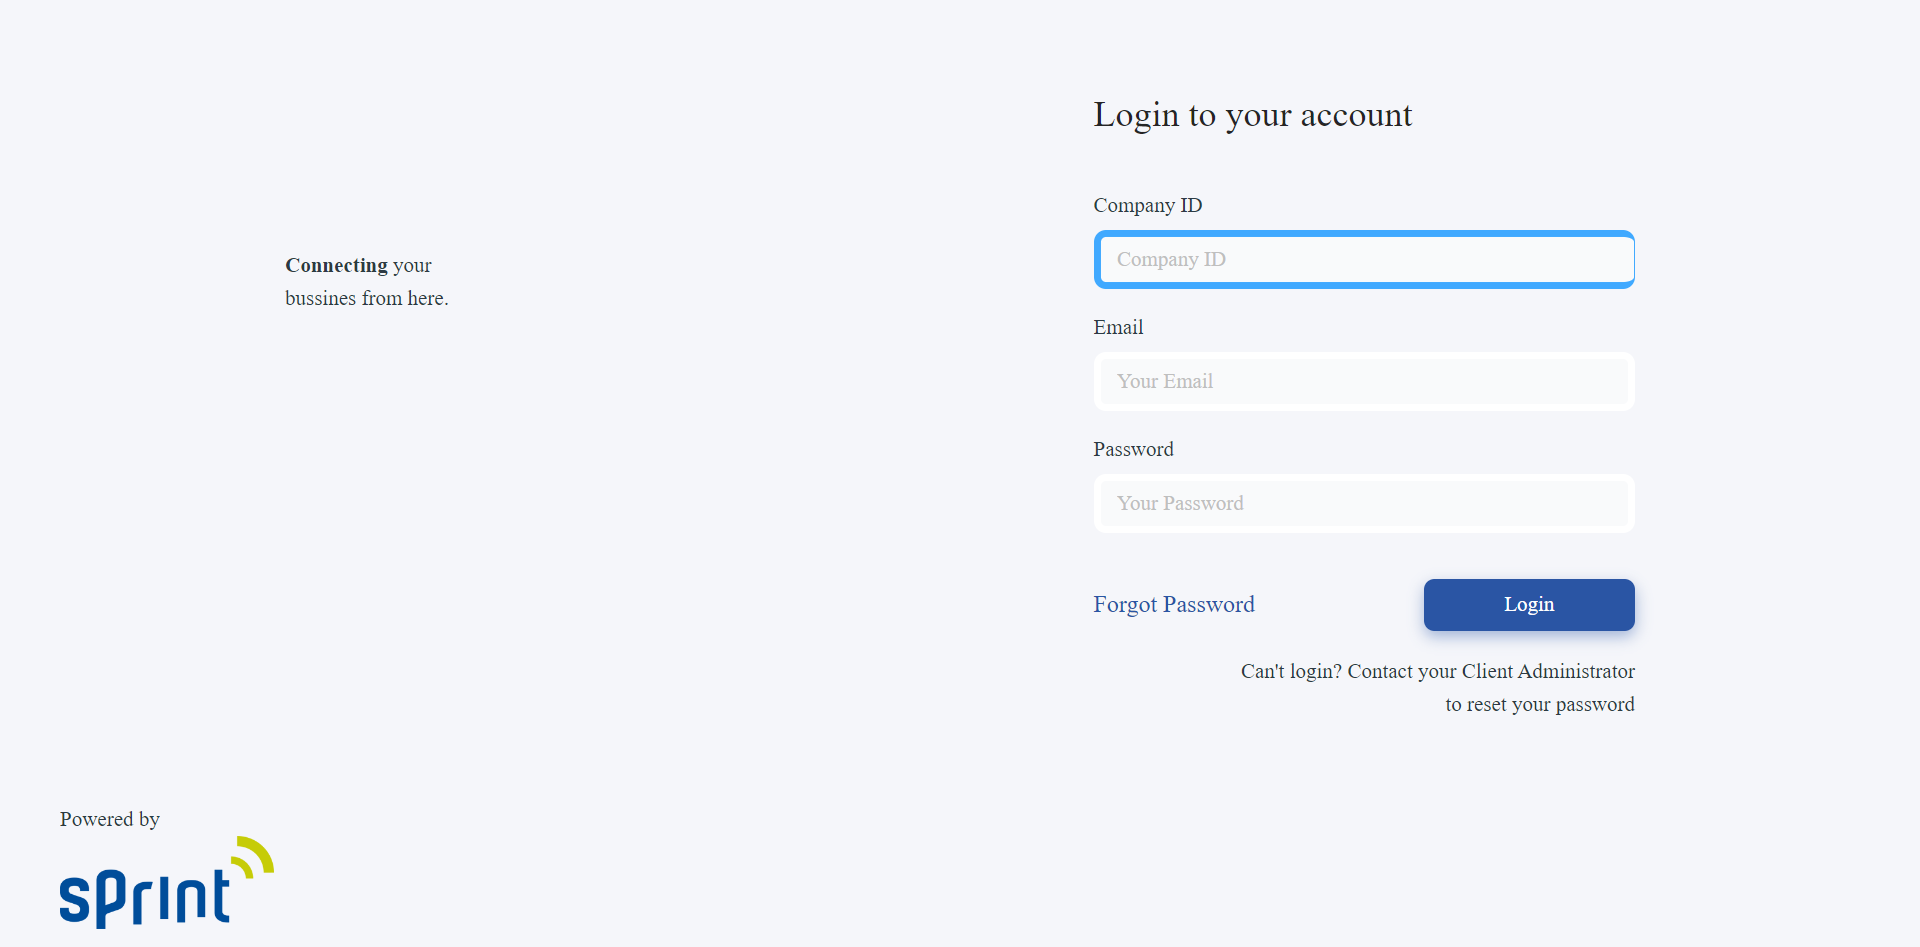 Connecting your
bussines from here.
Powered by
sprint
Login to your account
Company ID
Company ID
Email
Your Email
Password
Your Password
Forgot Password
Login
Can't login? Contact your Client Administrator
to reset your password